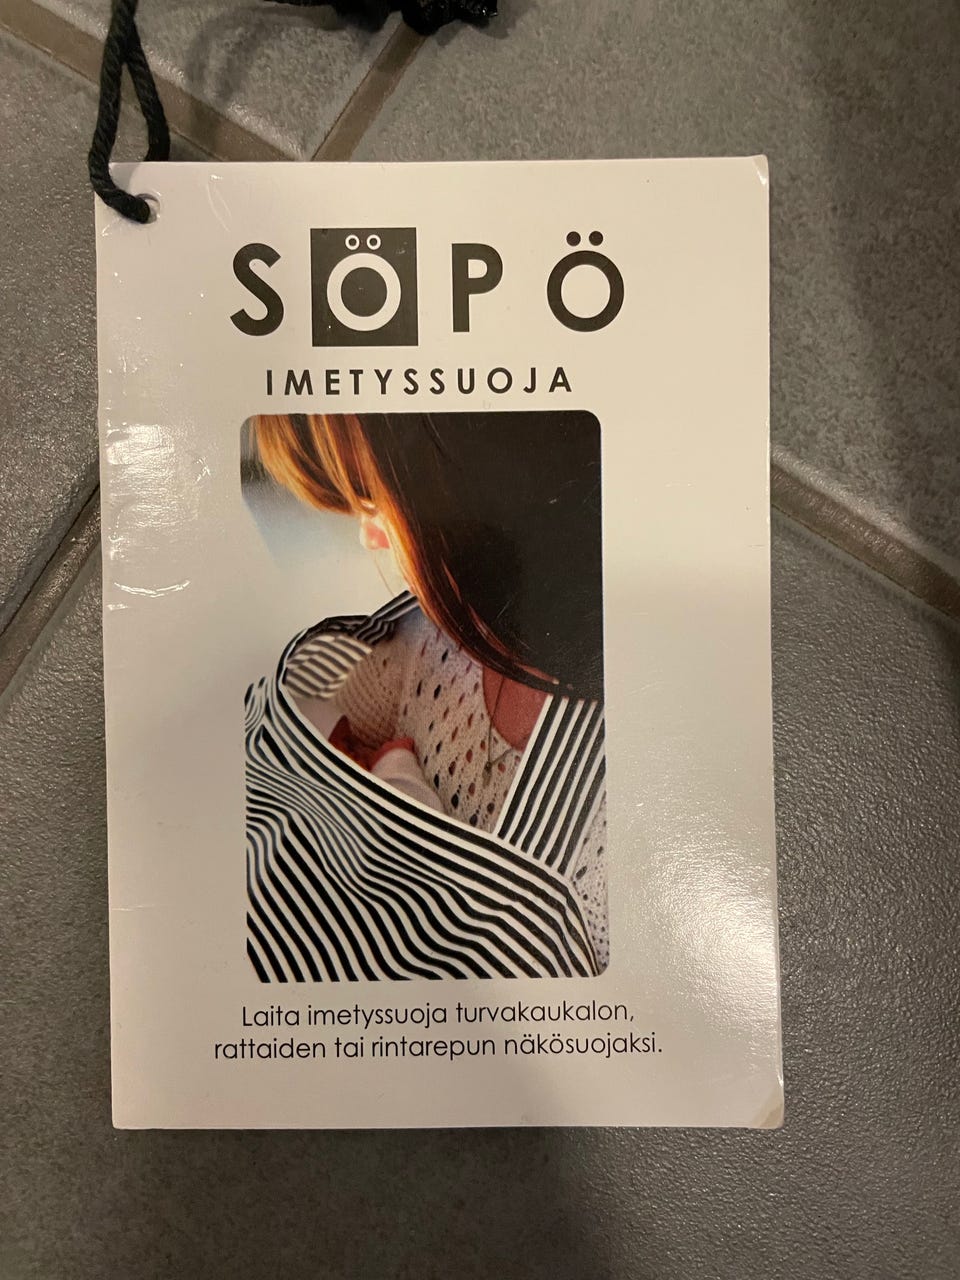 SÖPÖ
IMETYSSUOJA
Laita imetyssuoja turvakaukalon,
rattaiden tai rintarepun näkösuojaksi.